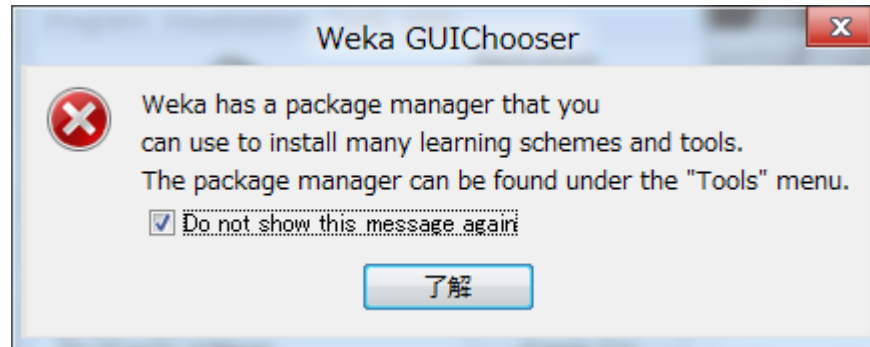 Weka GUIChooser
Weka has a package manager that you
can use to install many learning schemes and tools.
The package manager can be found under the "Tools" menu.
Do not show this message again
了解